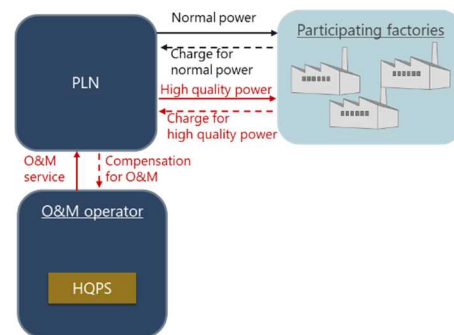 Normal power
Participating factories
Charge for
normal power
PLN
High quality power
Charge for
high quality power
O&M
service
Compensation
for O&M
O&M operator
HQPS